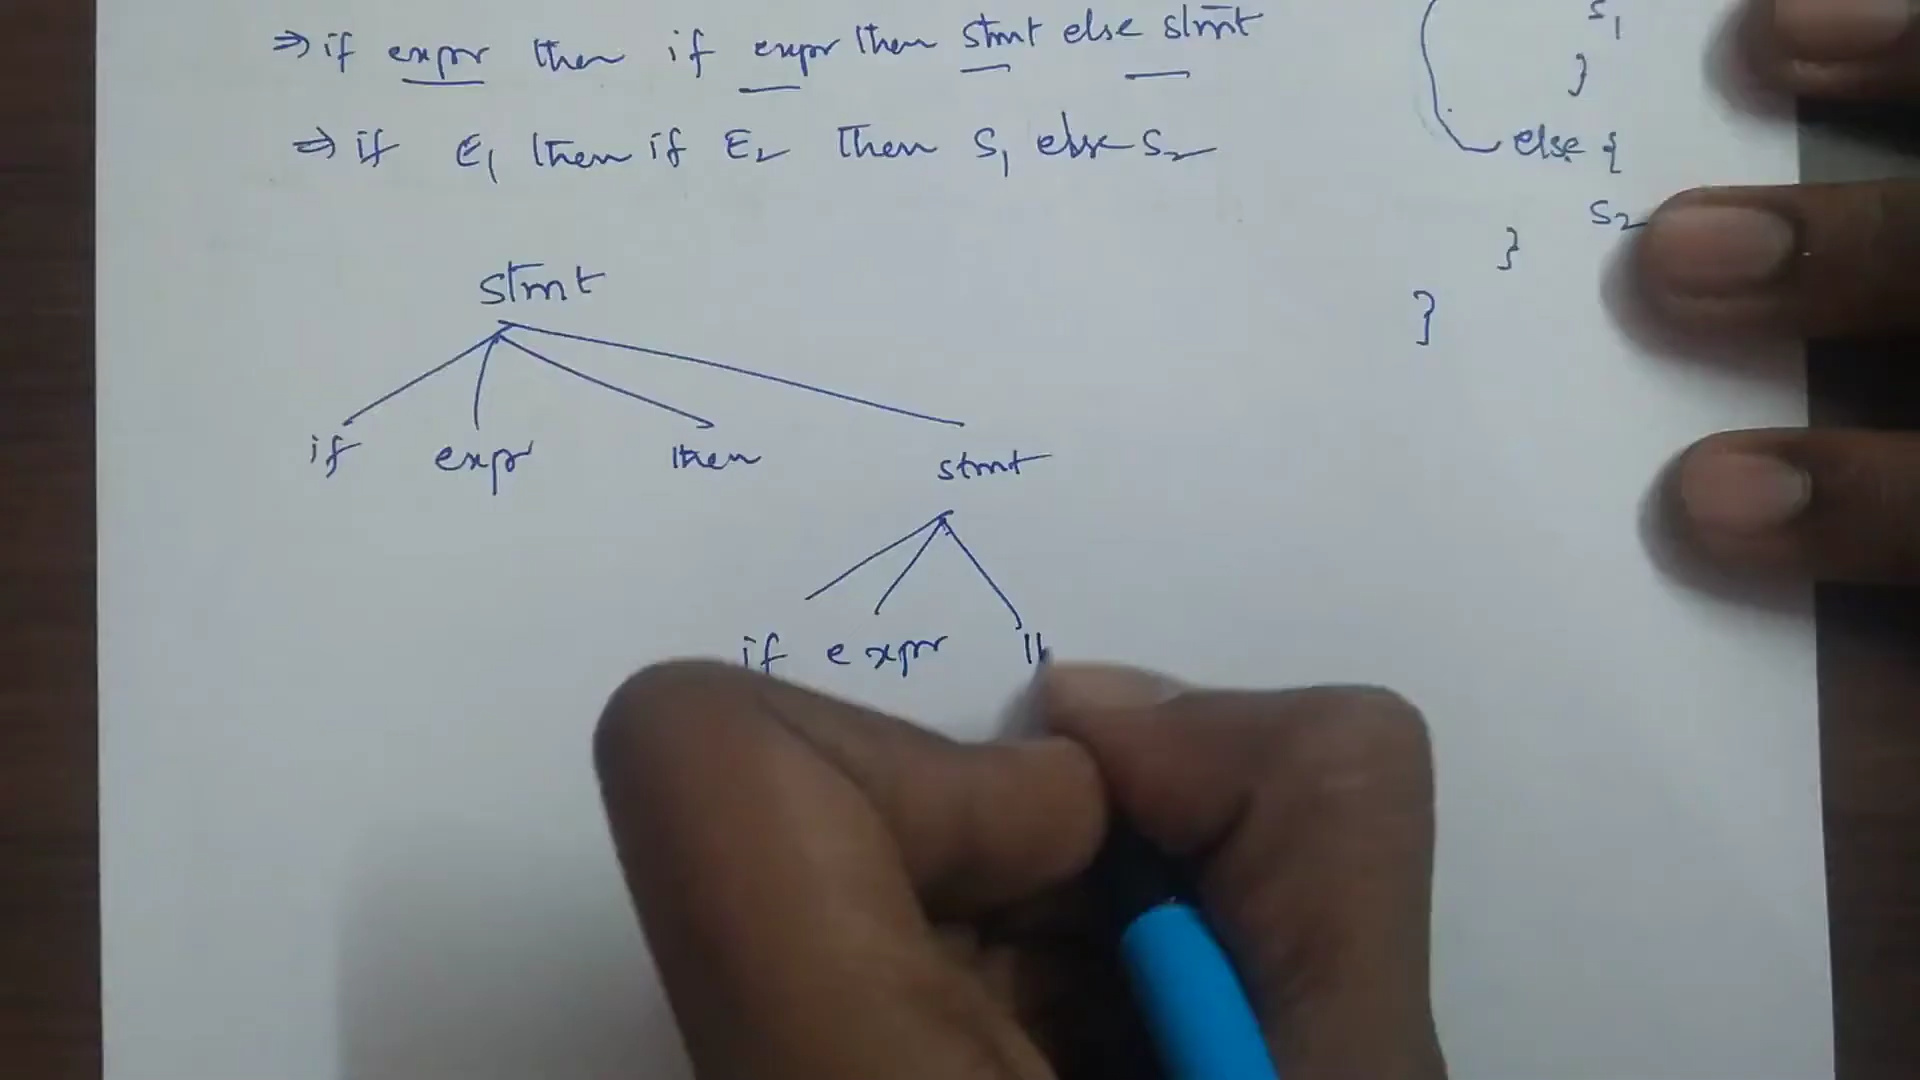 ⇒ if expr then if expr then stmt else stmt
⇒ if E1 then if E2 then S1 else S2
S1
}
else {
S2
}
}
stmt
if expr then stmt
if expr